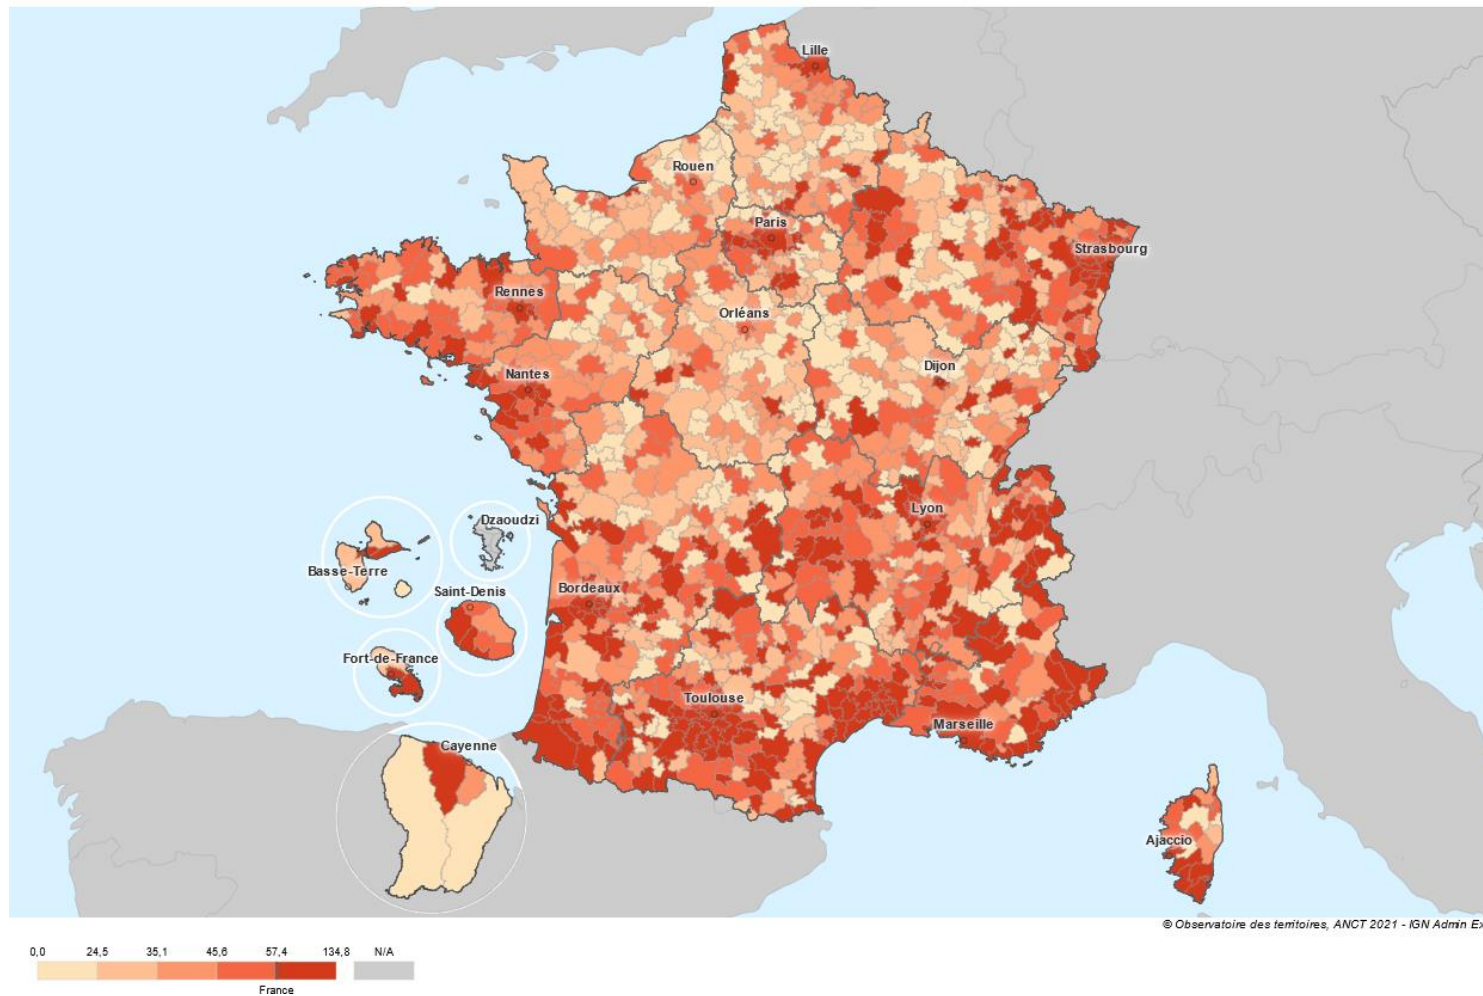 Lille
Rouen
Paris
Strasbourg
Rennes
Orléans
Dijon
Nantes
Lyon
Dzaoudzi
Basse-Terre
Saint-Denis
Bordeaux
Fort-de-France
Toulouse
Marseille
Cayenne
Ajaccio
© Observatoire des territoires, ANCT 2021 - IGN Admin Ex
0,0 24,5 35,1 45,6 57,4 134,8 N/A
France